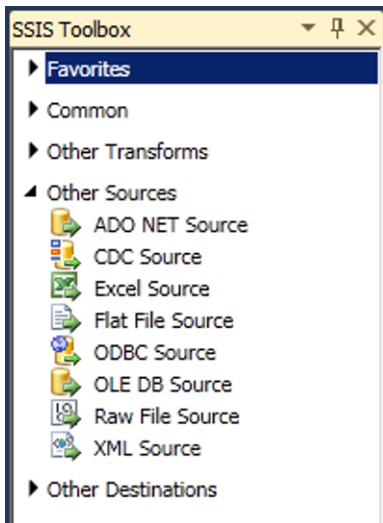 SSIS Toolbox
Favorites
Common
Other Transforms
Other Sources
ADO NET Source
CDC Source
Excel Source
Flat File Source
ODBC Source
OLE DB Source
Raw File Source
XML Source
Other Destinations